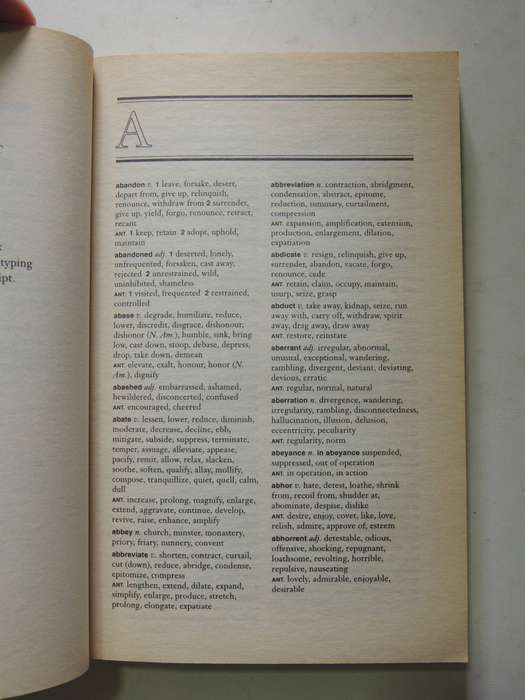 typing
ipt.
A
abandon v. 1 leave, forsake, desert,
depart from, give up, relinquish,
renounce, withdraw from 2 surrender,
give up, yield, forgo, renounce, retract,
recant
ANT. 1 keep, retain 2 adopt, uphold,
maintain
abandoned adj. 1 deserted, lonely,
unfrequented, forsaken, cast away,
rejected 2 unrestrained, wild,
uninhibited, shameless
ANT. 1 visited, frequented 2 restrained,
controlled
abase v. degrade, humiliate, reduce,
lower, discredit, disgrace, dishonour,
dishonor (N. Am.), humble, sink, bring
low, cast down, stoop, debase, depress,
drop, take down, demean
ANT. elevate, exalt, honour, honor (N.
Am.), dignify
abashed adj. embarrassed, ashamed,
bewildered, disconcerted, confused
ANT. encouraged, cheered
abate v. lessen, lower, reduce, diminish,
moderate, decrease, decline, ebb,
mitigate, subside, suppress, terminate,
temper, assuage, alleviate, appease,
pacify, remit, allow, relax, slacken,
soothe, soften, qualify, allay, mollify,
compose, tranquillize, quiet, quell, calm,
dull
ANT. increase, prolong, magnify, enlarge,
extend, aggravate, continue, develop,
revive, raise, enhance, amplify
abbey n. church, minster, monastery,
priory, friary, nunnery, convent
abbreviate v. shorten, contract, curtail,
cut (down), reduce, abridge, condense,
epitomize, compress
ANT. lengthen, extend, dilate, expand,
simplify, enlarge, produce, stretch,
prolong, elongate, expatiate
abbreviation n. contraction, abridgment,
condensation, abstract, epitome,
reduction, summary, curtailment,
compression
ANT. expansion, amplification, extension,
production, enlargement, dilation,
expatiation
abdicate v. resign, relinquish, give up,
surrender, abandon, vacate, forgo,
renounce, cede
ANT. retain, claim, occupy, maintain,
usurp, seize, grasp
abduct v. take away, kidnap, seize, run
away with, carry off, withdraw, spirit
away, drag away, draw away
ANT. restore, reinstate
aberrant adj. irregular, abnormal,
unusual, exceptional, wandering,
rambling, divergent, deviant, deviating,
devious, erratic
ANT. regular, normal, natural
aberration n. divergence, wandering,
irregularity, rambling, disconnectedness,
hallucination, illusion, delusion,
eccentricity, peculiarity
ANT. regularity, norm
abeyance n. in abeyance suspended,
suppressed, out of operation
ANT. in operation, in action
abhor v. hate, detest, loathe, shrink
from, recoil from, shudder at,
abominate, despise, dislike
ANT. desire, enjoy, covet, like, love,
relish, admire, approve of, esteem
abhorrent adj. detestable, odious,
offensive, shocking, repugnant,
loathsome, revolting, horrible,
repulsive, nauseating
ANT. lovely, admirable, enjoyable,
desirable